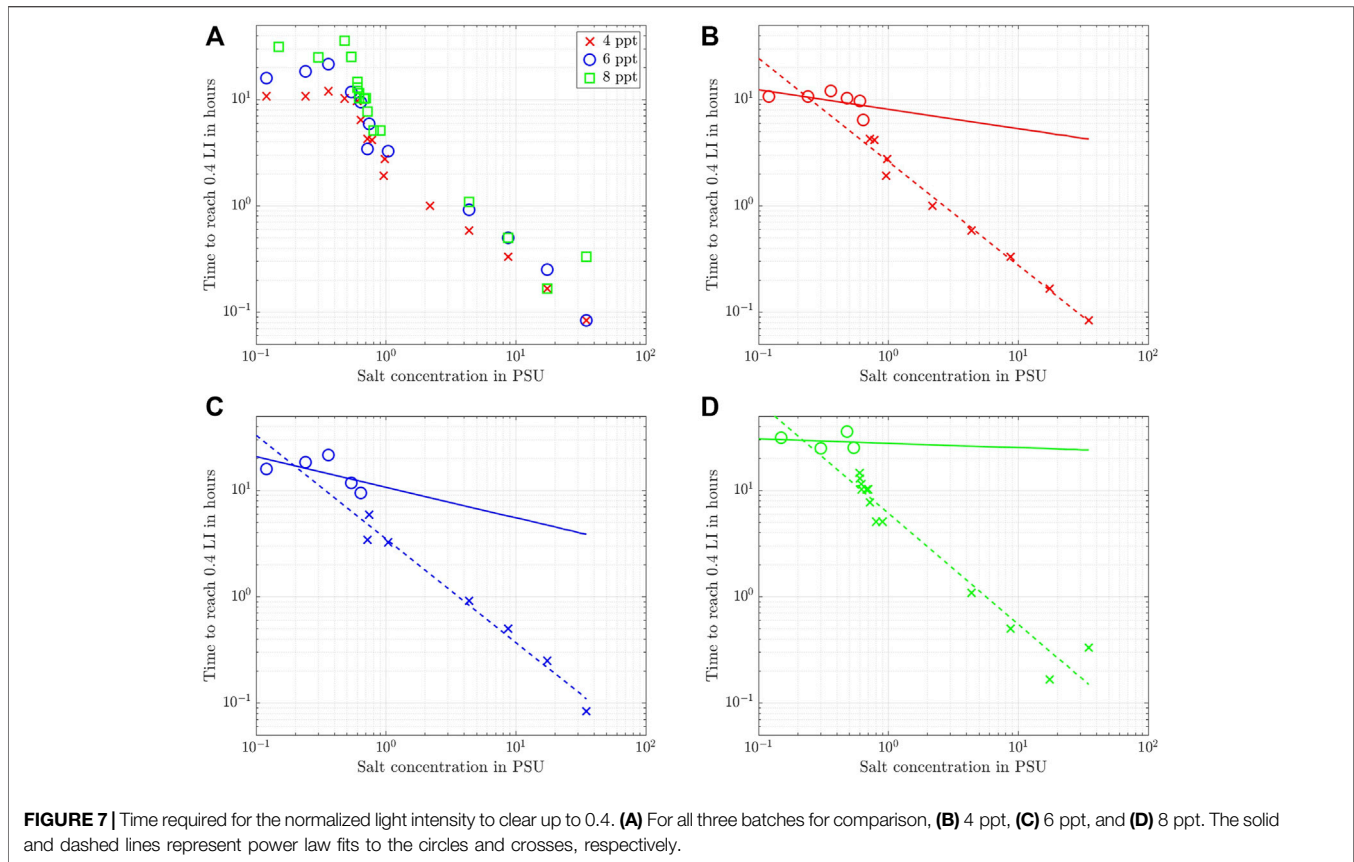 A
4 ppt
6 ppt
8 ppt
10¹
10⁰
10⁻¹
Time to reach 0.4 LI in hours
10⁻¹ 10⁰ 10¹ 10²
Salt concentration in PSU
B
10¹
10⁰
10⁻¹
Time to reach 0.4 LI in hours
10⁻¹ 10⁰ 10¹ 10²
Salt concentration in PSU
C
10¹
10⁰
10⁻¹
Time to reach 0.4 LI in hours
10⁻¹ 10⁰ 10¹ 10²
Salt concentration in PSU
D
10¹
10⁰
10⁻¹
Time to reach 0.4 LI in hours
10⁻¹ 10⁰ 10¹ 10²
Salt concentration in PSU
FIGURE 7 | Time required for the normalized light intensity to clear up to 0.4. (A) For all three batches for comparison, (B) 4 ppt, (C) 6 ppt, and (D) 8 ppt. The solid
and dashed lines represent power law fits to the circles and crosses, respectively.